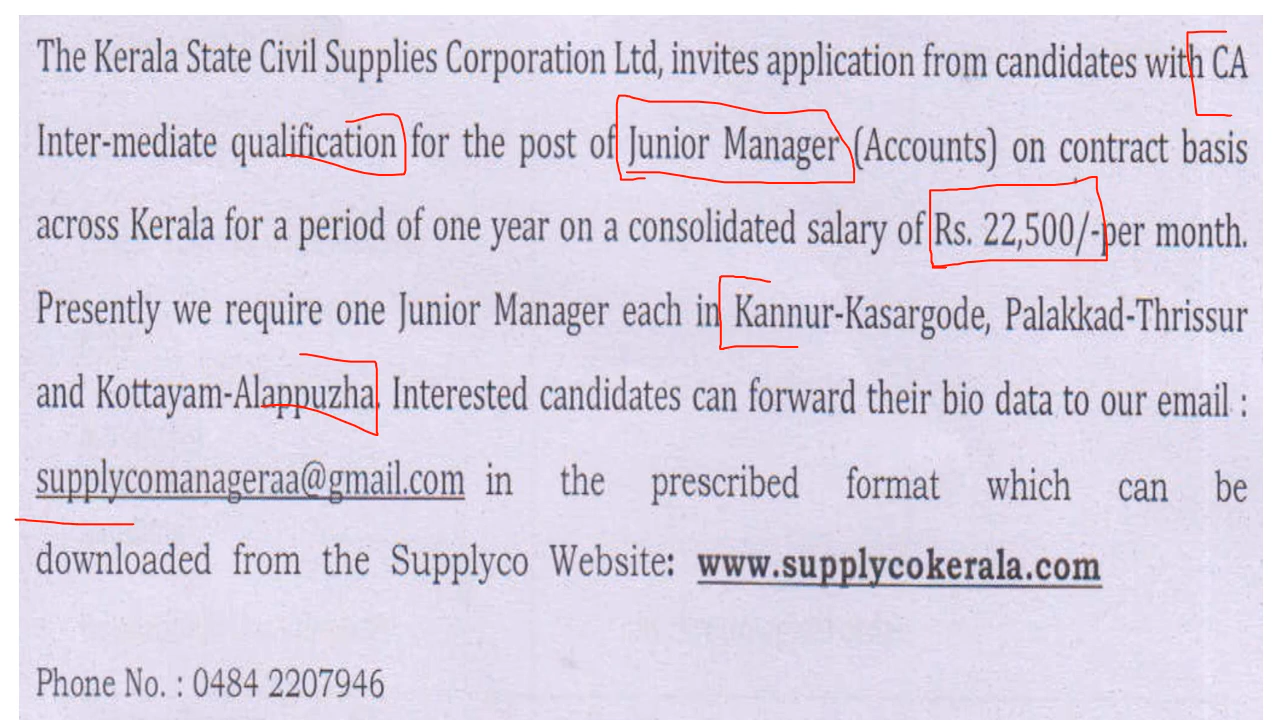 The Kerala State Civil Supplies Corporation Ltd, invites application from candidates with CA
Inter-mediate qualification for the post of Junior Manager (Accounts) on contract basis
across Kerala for a period of one year on a consolidated salary of Rs. 22,500/-per month.
Presently we require one Junior Manager each in Kannur-Kasargode, Palakkad-Thrissur
and Kottayam-Alappuzha. Interested candidates can forward their bio data to our email :
supplycomanageraa@gmail.com in the prescribed format which can be
downloaded from the Supplyco Website: www.supplycokerala.com
Phone No. : 0484 2207946